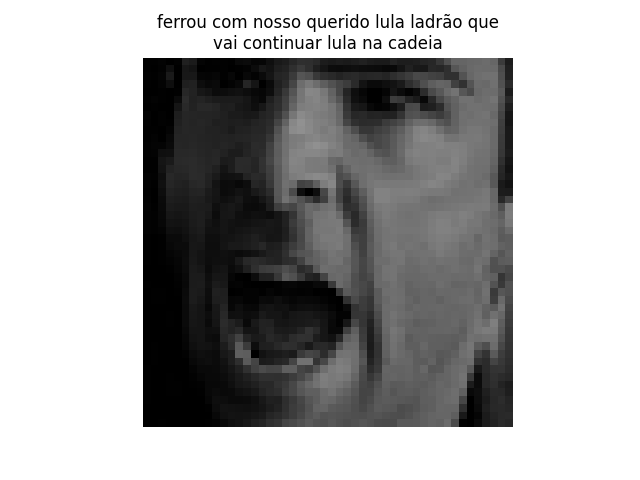 ferrou com nosso querido lula ladrão que
vai continuar lula na cadeia